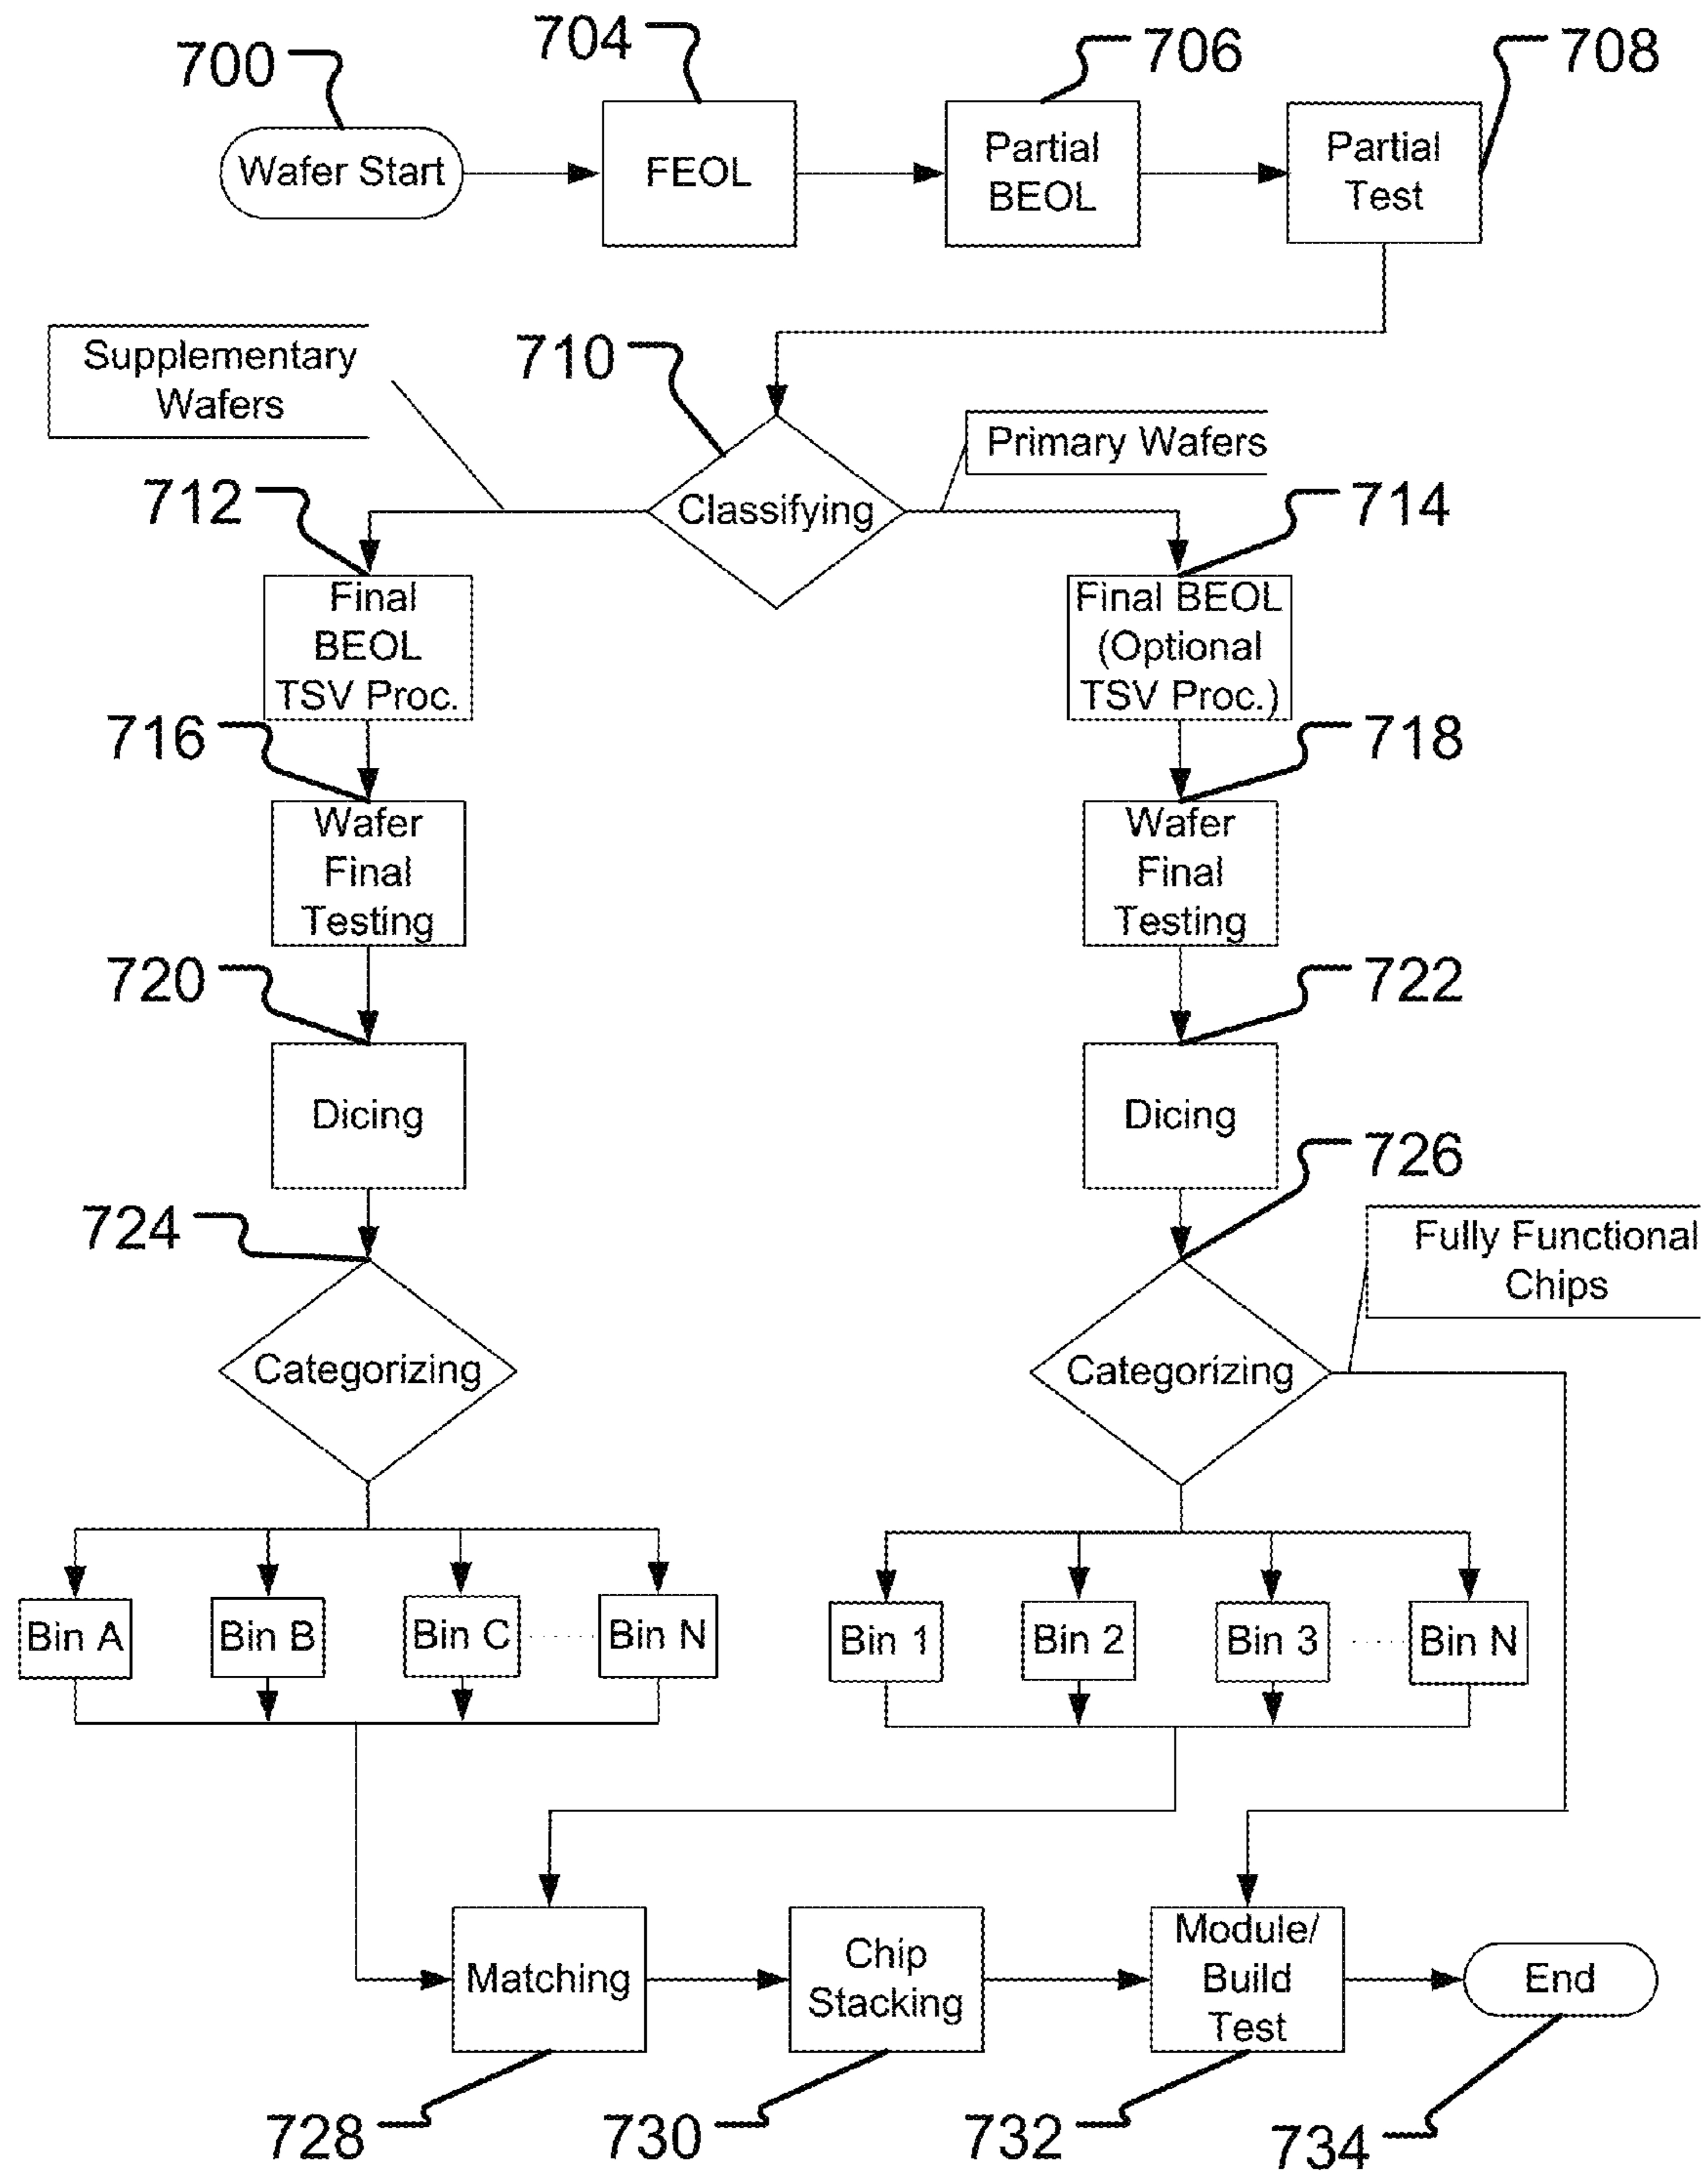 700
704
706
708
Wafer Start
FEOL
Partial
BEOL
Partial
Test
Supplementary
Wafers
710
Primary Wafers
712
Classifying
714
Final
BEOL
TSV Proc.
Final BEOL
(Optional
TSV Proc.)
716
718
Wafer
Final
Testing
Wafer
Final
Testing
720
722
Dicing
Dicing
724
726
Fully Functional
Chips
Categorizing
Categorizing
Bin A
Bin B
Bin C
Bin N
Bin 1
Bin 2
Bin 3
Bin N
Matching
Chip
Stacking
Module/
Build
Test
End
728
730
732
734